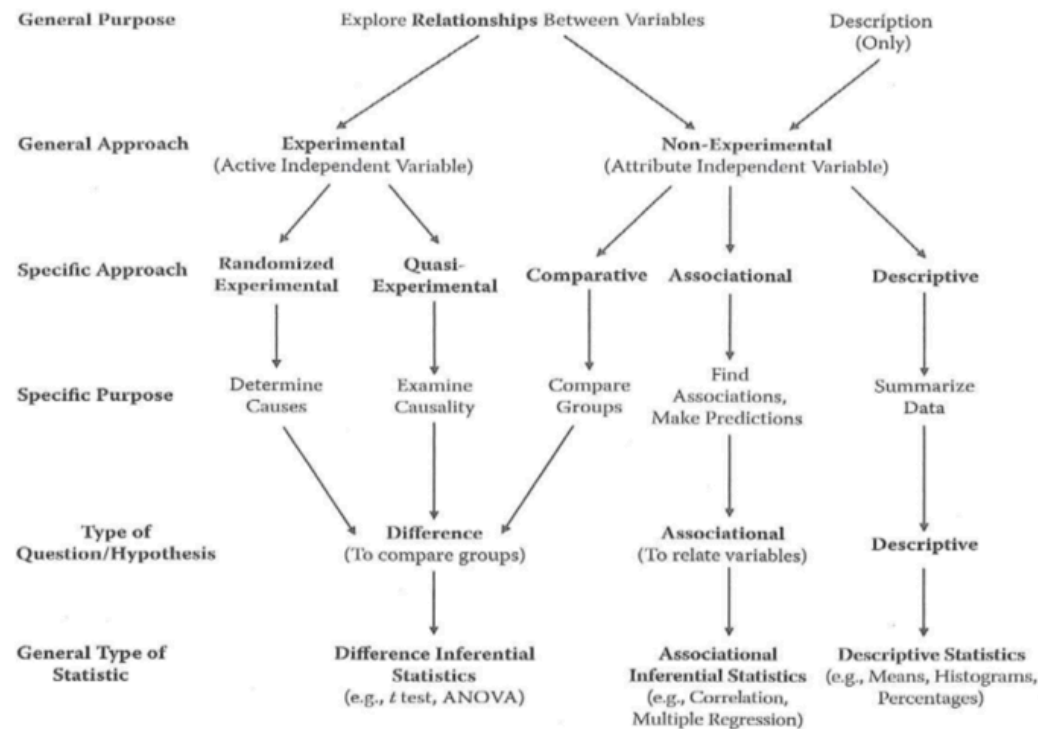 General Purpose
Explore Relationships Between Variables
Description
(Only)
General Approach
Experimental
(Active Independent Variable)
Non-Experimental
(Attribute Independent Variable)
Specific Approach
Randomized
Experimental
Quasi-
Experimental
Comparative
Associational
Descriptive
Specific Purpose
Determine
Causes
Examine
Causality
Compare
Groups
Find
Associations,
Make Predictions
Summarize
Data
Type of
Question/Hypothesis
Difference
(To compare groups)
Associational
(To relate variables)
Descriptive
General Type of
Statistic
Difference Inferential
Statistics
(e.g., t test, ANOVA)
Associational
Inferential Statistics
(e.g., Correlation,
Multiple Regression)
Descriptive Statistics
(e.g., Means, Histograms,
Percentages)